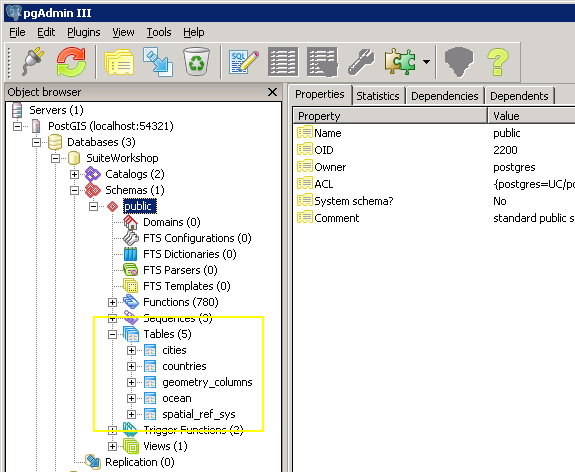 pgAdmin III
File Edit Plugins View Tools Help
SQL
Object browser
Properties Statistics Dependencies Dependents
Servers (1)
PostGIS (localhost:54321)
Databases (3)
SuiteWorkshop
Catalogs (2)
Schemas (1)
public
Domains (0)
FTS Configurations (0)
FTS Dictionaries (0)
FTS Parsers (0)
FTS Templates (0)
Functions (780)
Sequences (3)
Tables (5)
cities
countries
geometry_columns
ocean
spatial_ref_sys
Trigger Functions (2)
Views (1)
Replication (0)
Property Value
Name public
OID 2200
Owner postgres
ACL {postgres=UC/po
System schema? No
Comment standard public s